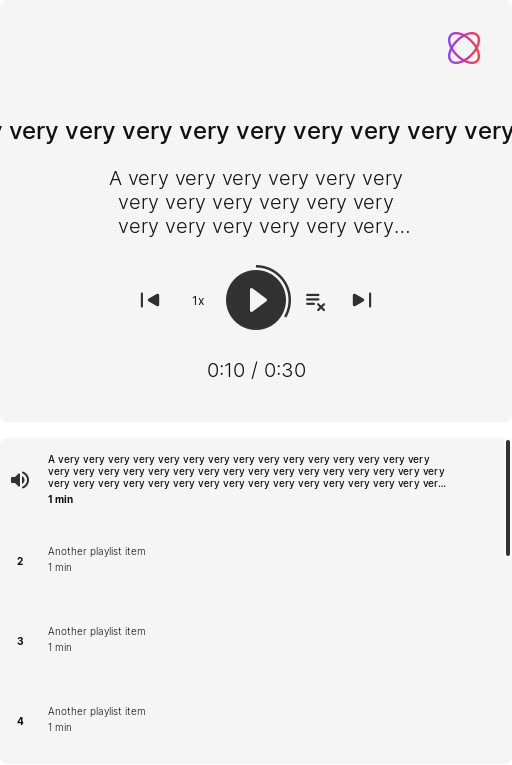 y very very very very very very very very very
A very very very very very very
very very very very very very
very very very very very very...
1x
0:10 / 0:30
A very very very very very very very very very very very very very very very
very very very very very very very very very very very very very very very very
very very very very very very very very very very very very very very very ver...
1 min
2
Another playlist item
1 min
3
Another playlist item
1 min
4
Another playlist item
1 min